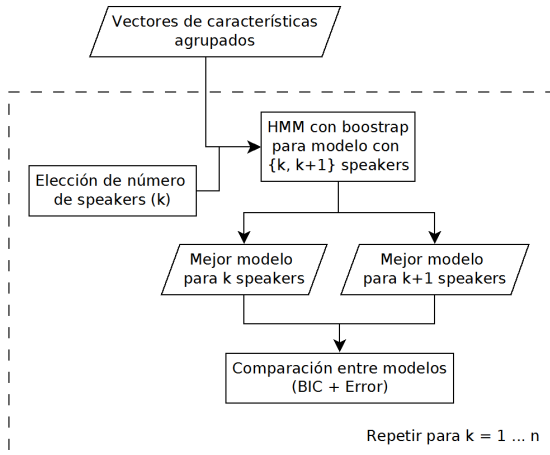 Vectores de características
agrupados
HMM con boostrap
para modelo con
{k, k+1} speakers
Elección de número
de speakers (k)
Mejor modelo
para k speakers
Mejor modelo
para k+1 speakers
Comparación entre modelos
(BIC + Error)
Repetir para k = 1 ... n